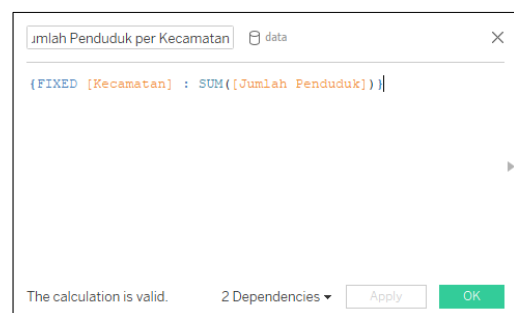 umlah Penduduk per Kecamatan data
{FIXED [Kecamatan] : SUM([Jumlah Penduduk])}
The calculation is valid. 2 Dependencies Apply OK